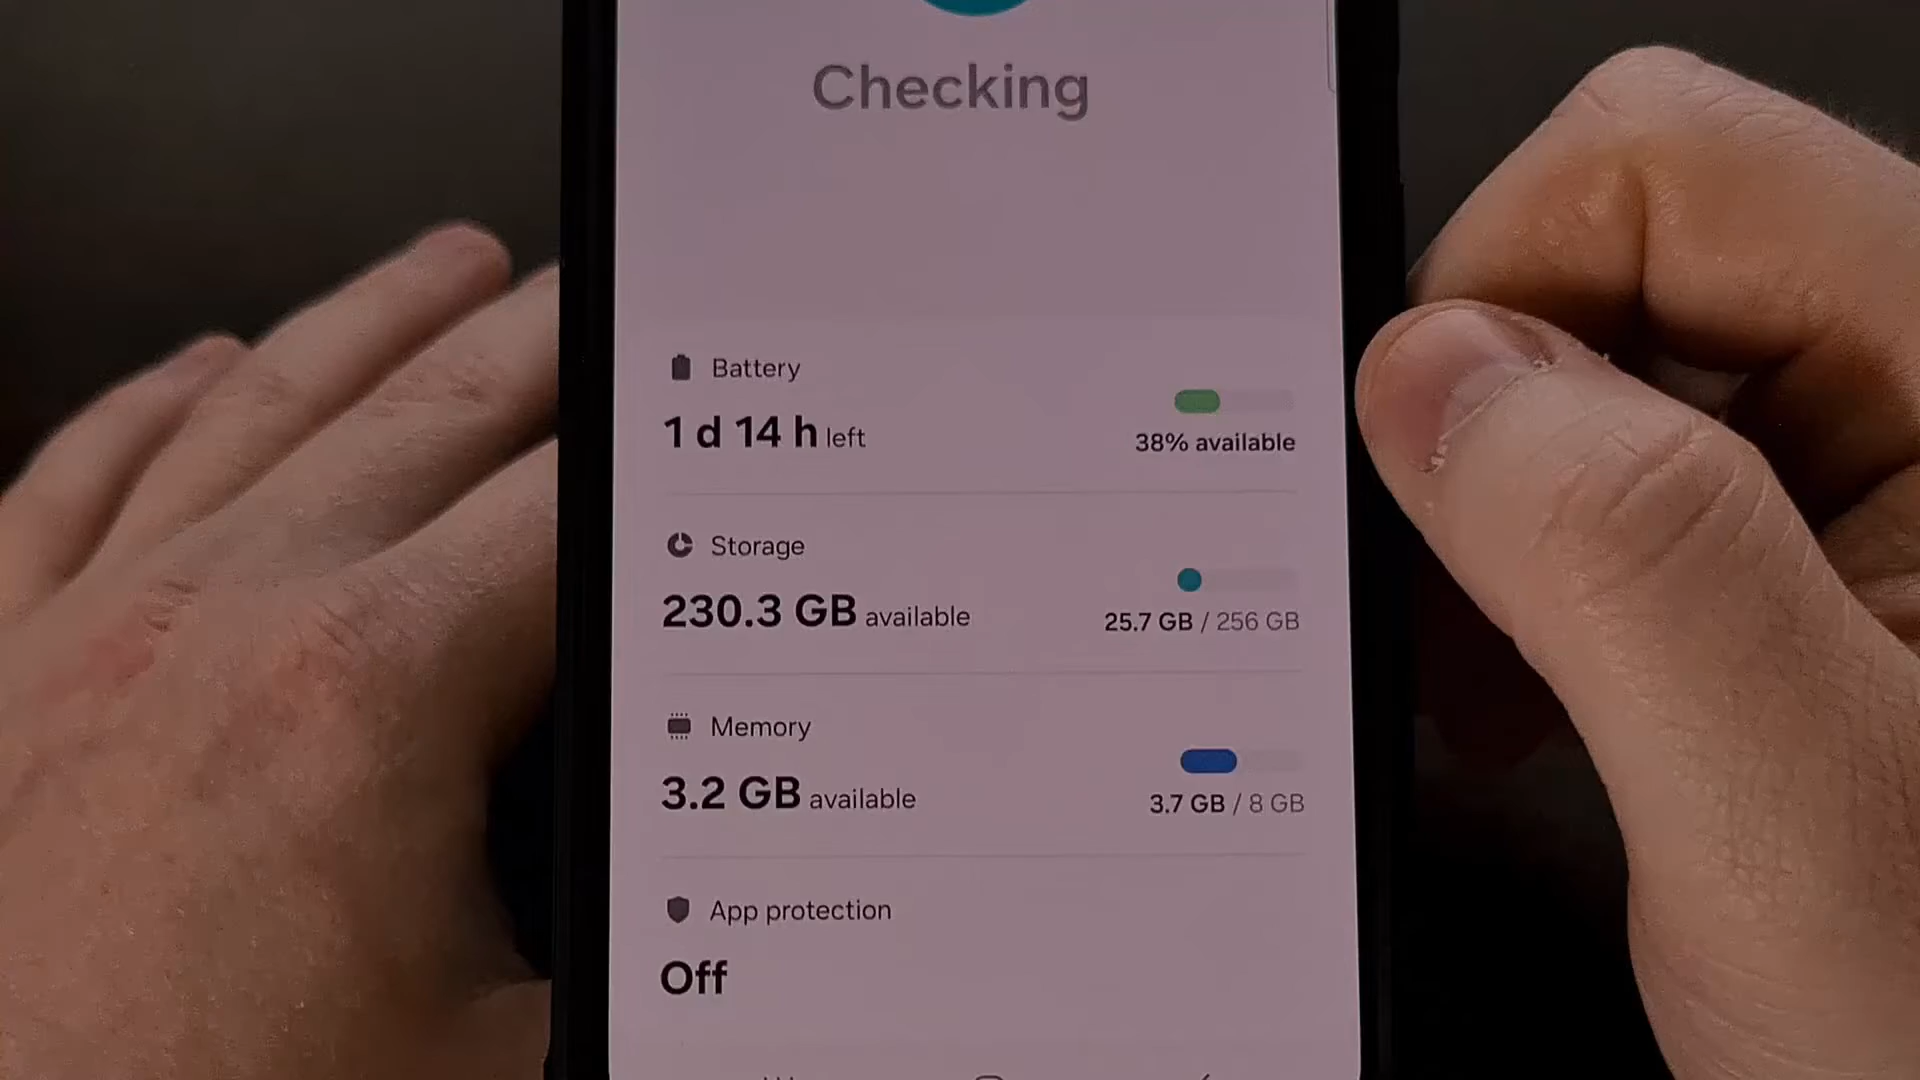 Checking
Battery
1 d 14 h left
38% available
Storage
230.3 GB available
25.7 GB / 256 GB
Memory
3.2 GB available
3.7 GB / 8 GB
App protection
Off